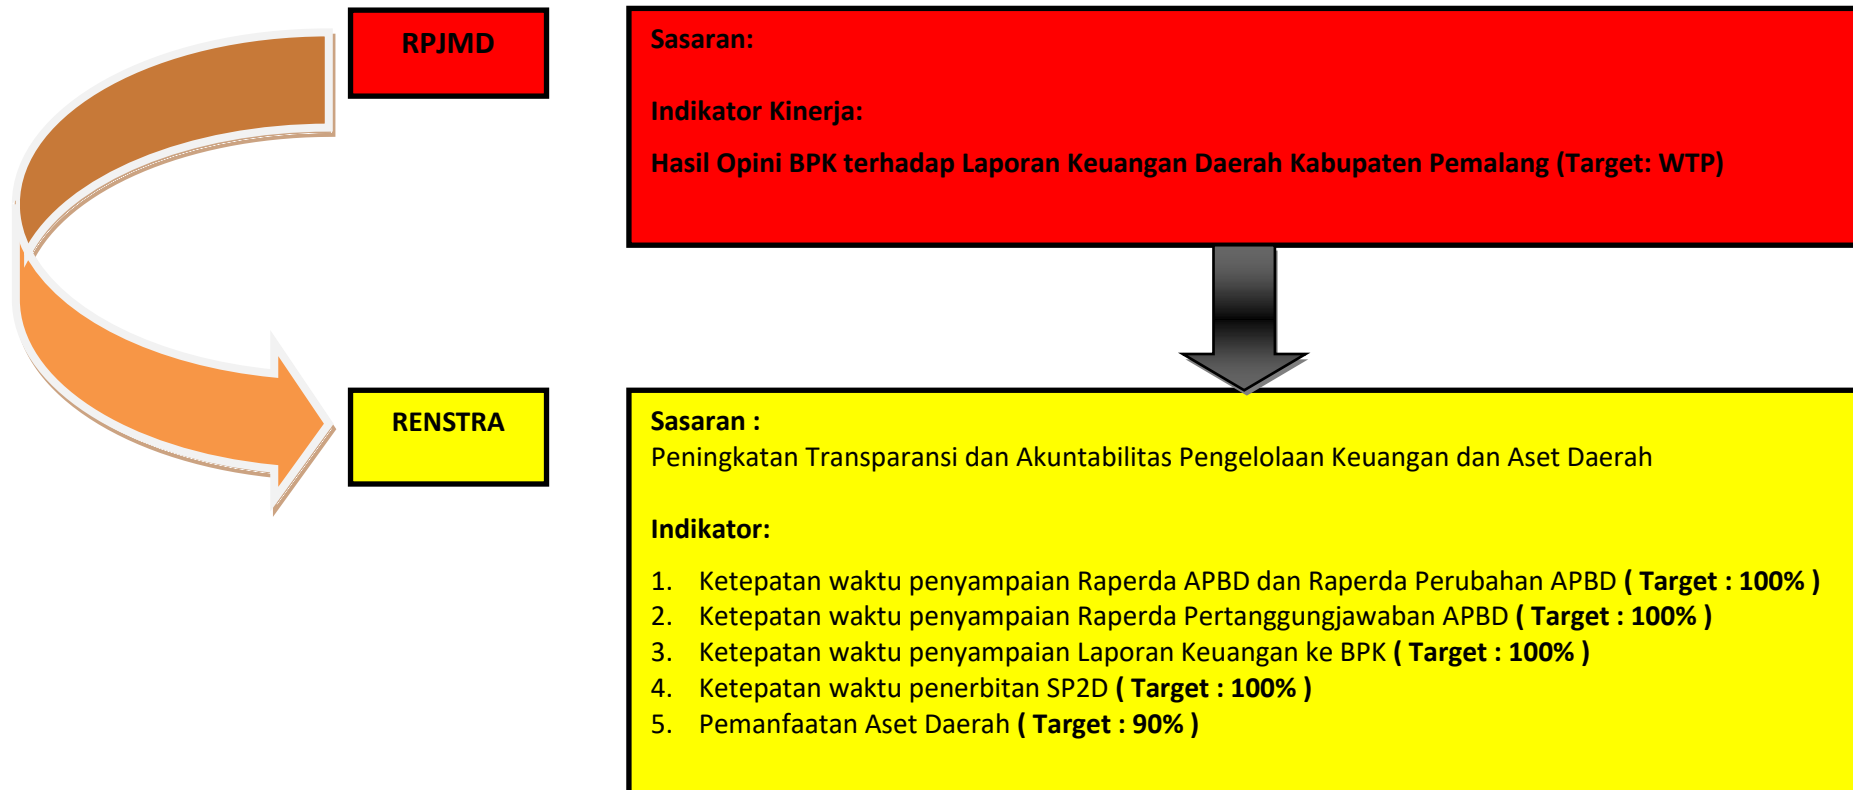 RPJMD
Sasaran:
Indikator Kinerja:
Hasil Opini BPK terhadap Laporan Keuangan Daerah Kabupaten Pemalang (Target: WTP)
RENSTRA
Sasaran :
Peningkatan Transparansi dan Akuntabilitas Pengelolaan Keuangan dan Aset Daerah
Indikator:
1. Ketepatan waktu penyampaian Raperda APBD dan Raperda Perubahan APBD ( Target : 100% )
2. Ketepatan waktu penyampaian Raperda Pertanggungjawaban APBD ( Target : 100% )
3. Ketepatan waktu penyampaian Laporan Keuangan ke BPK ( Target : 100% )
4. Ketepatan waktu penerbitan SP2D ( Target : 100% )
5. Pemanfaatan Aset Daerah ( Target : 90% )